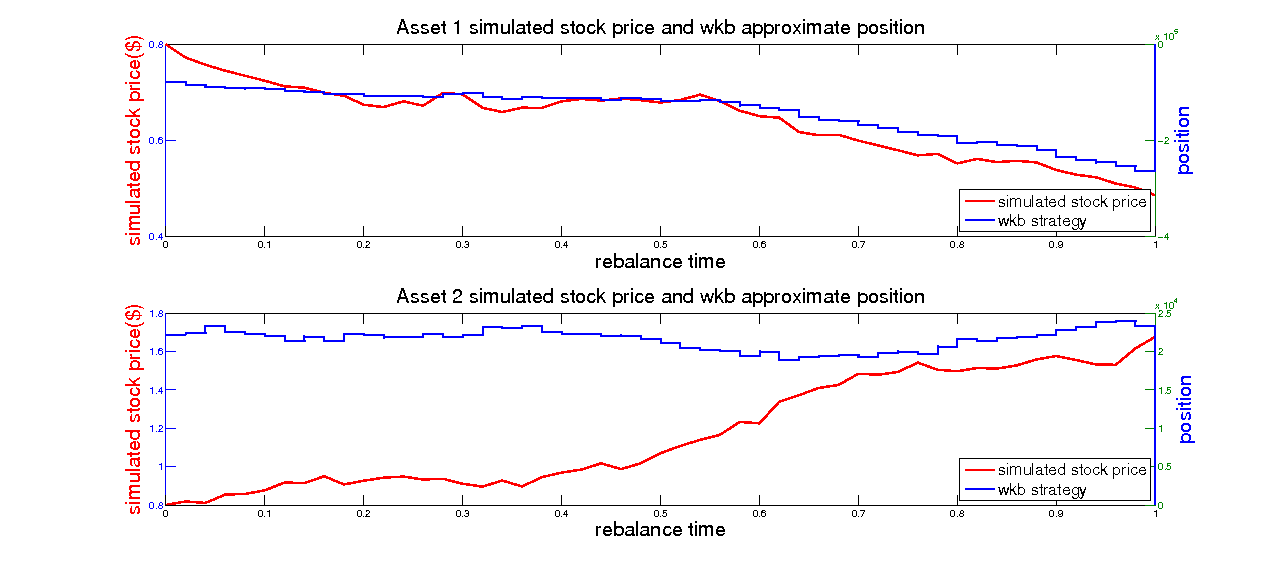 Asset 1 simulated stock price and wkb approximate position
x 10^5
simulated stock price($)
0.8
0.6
0.4
0
-2
-4
position
simulated stock price
wkb strategy
0 0.1 0.2 0.3 0.4 0.5 0.6 0.7 0.8 0.9 1
rebalance time
Asset 2 simulated stock price and wkb approximate position
x 10^4
simulated stock price($)
1.8
1.6
1.4
1.2
1
0.8
2.5
2
1.5
1
0.5
0
position
simulated stock price
wkb strategy
0 0.1 0.2 0.3 0.4 0.5 0.6 0.7 0.8 0.9 1
rebalance time